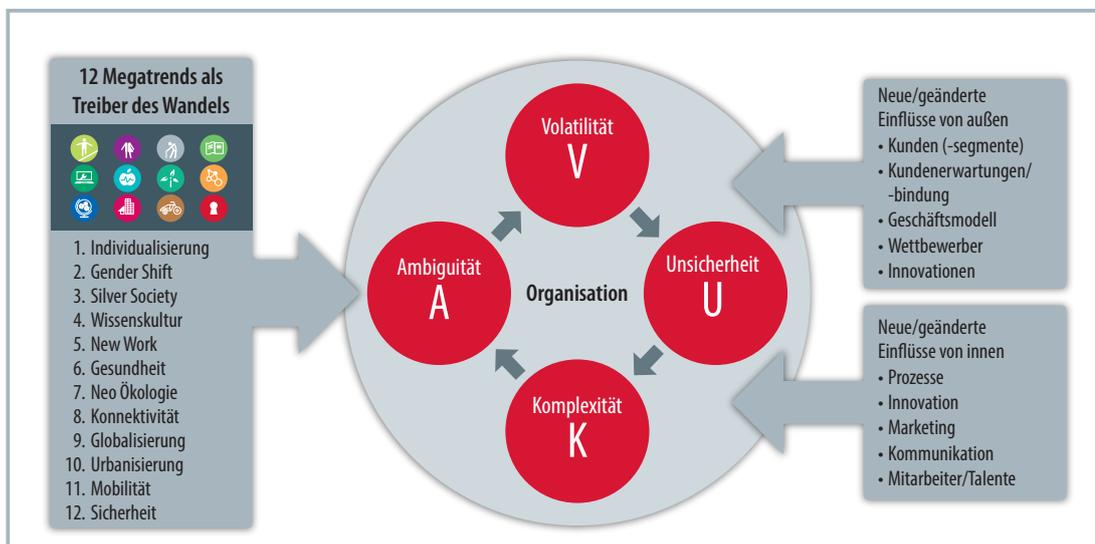 12 Megatrends als
Treiber des Wandels
1. Individualisierung
2. Gender Shift
3. Silver Society
4. Wissenskultur
5. New Work
6. Gesundheit
7. Neo Ökologie
8. Konnektivität
9. Globalisierung
10. Urbanisierung
11. Mobilität
12. Sicherheit
Volatilität
V
Ambiguität
A
Organisation
Unsicherheit
U
Komplexität
K
Neue/geänderte
Einflüsse von außen
• Kunden (-segmente)
• Kundenerwartungen/
-bindung
• Geschäftsmodell
• Wettbewerber
• Innovationen
Neue/geänderte
Einflüsse von innen
• Prozesse
• Innovation
• Marketing
• Kommunikation
• Mitarbeiter/Talente